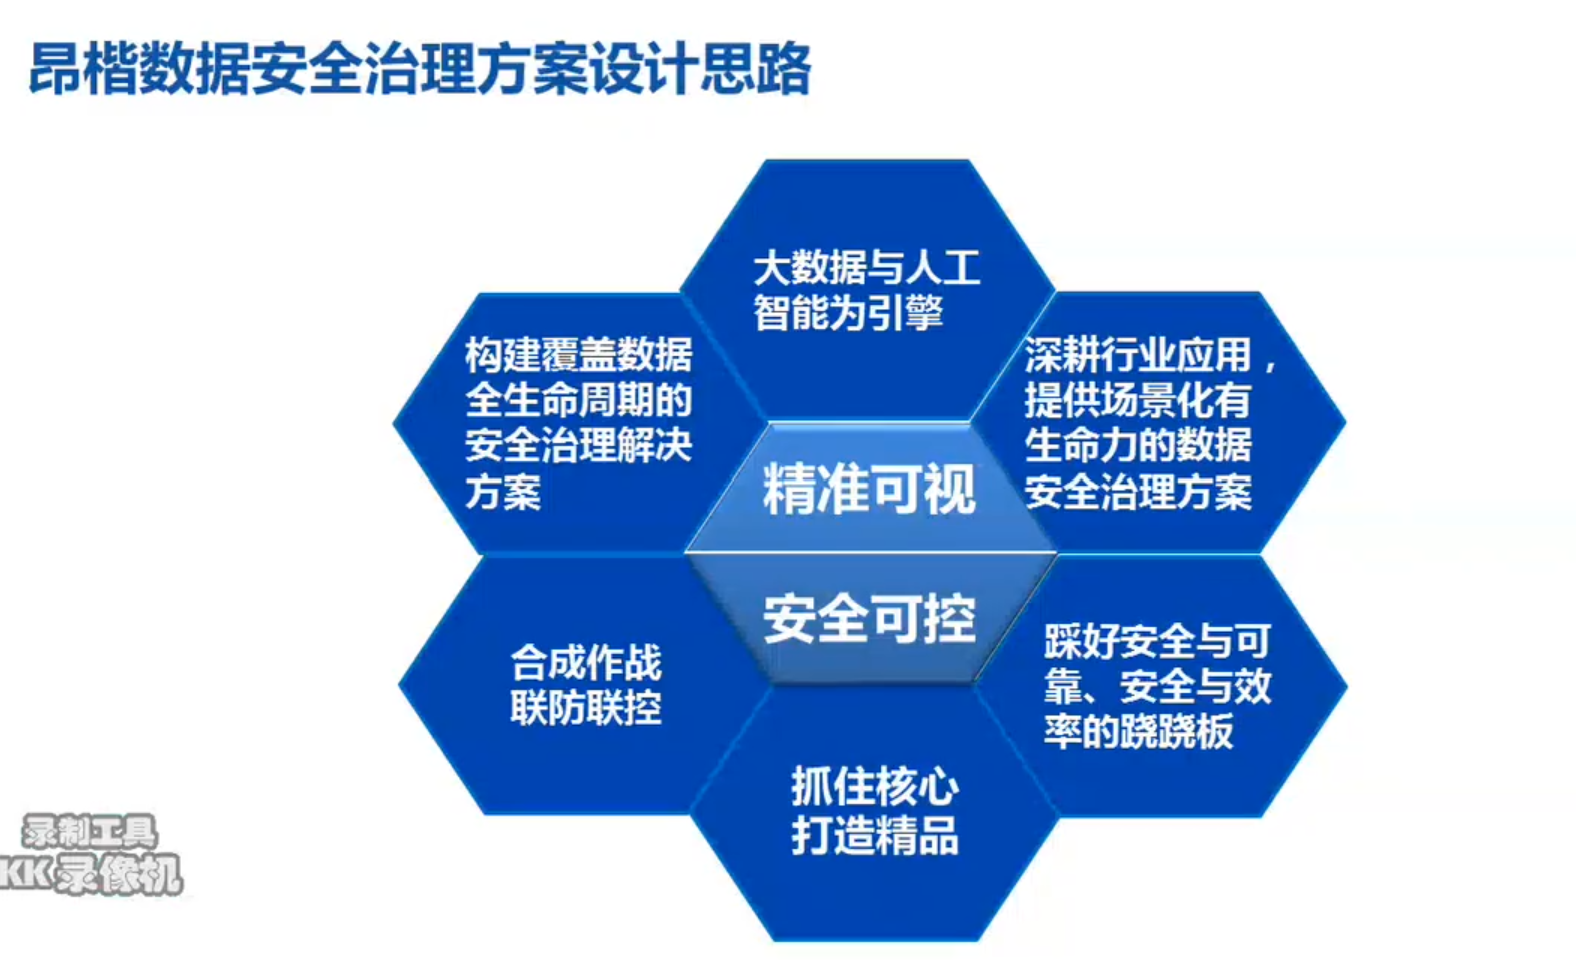 昂楷数据安全治理方案设计思路
大数据与人工
智能为引擎
构建覆盖数据
全生命周期的
安全治理解决
方案
深耕行业应用，
提供场景化有
生命力的数据
安全治理方案
精准可视
安全可控
合成作战
联防联控
踩好安全与可
靠、安全与效
率的跷跷板
抓住核心
打造精品
录制工具
KK录像机